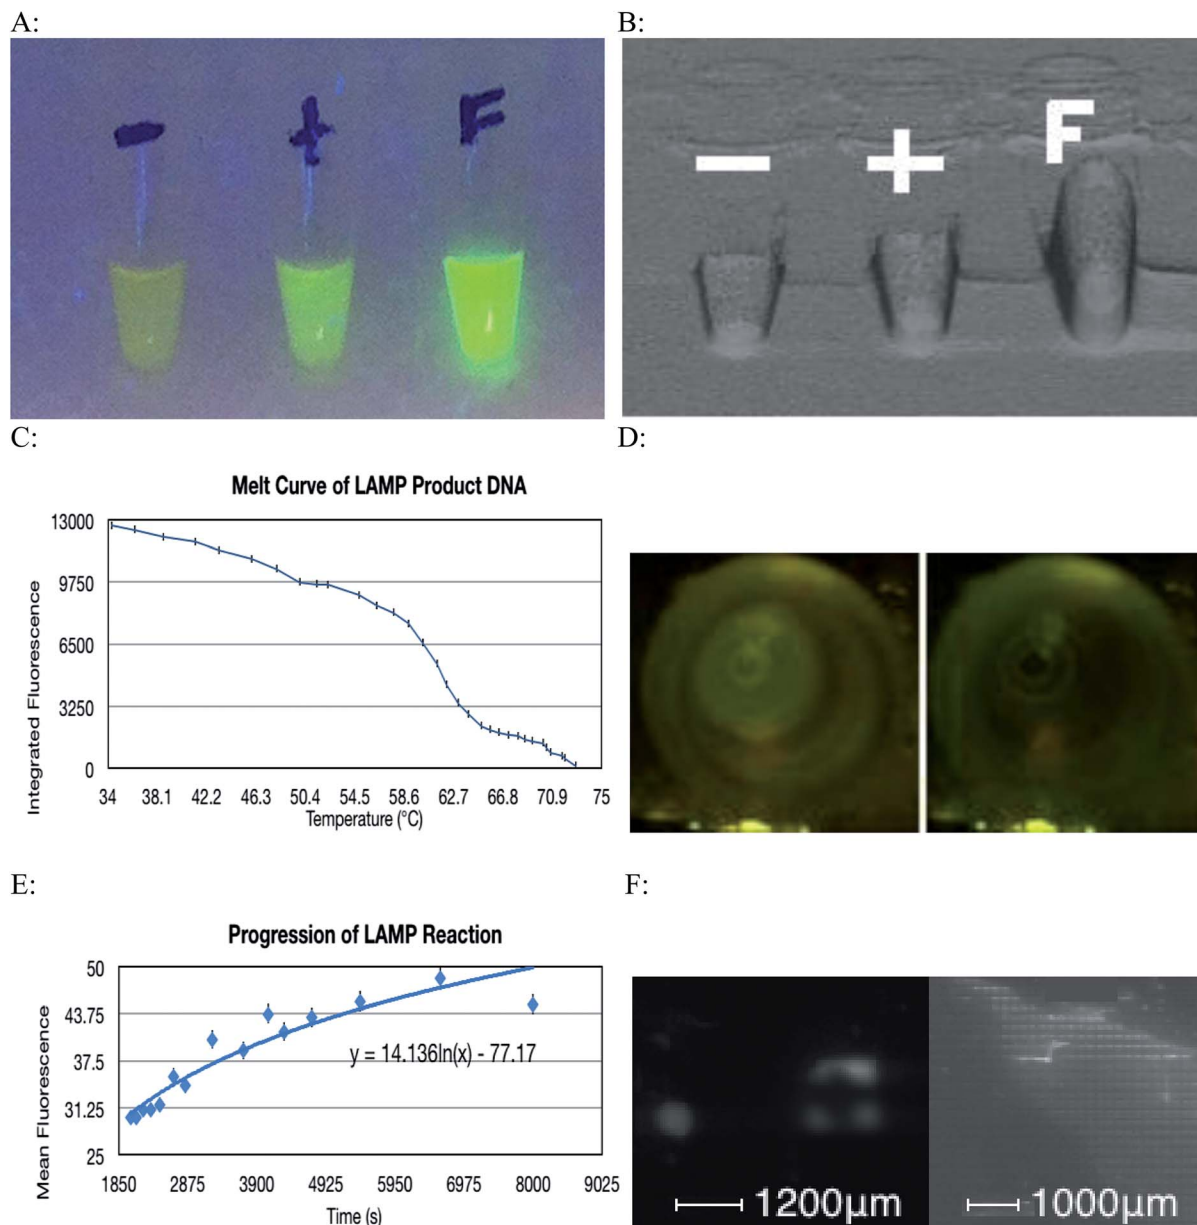 A:
B:
- + F
- + F
C:
D:
Melt Curve of LAMP Product DNA
Integrated Fluorescence
13000
9750
6500
3250
0
34 38.1 42.2 46.3 50.4 54.5 58.6 62.7 66.8 70.9 75
Temperature (°C)
E:
F:
Progression of LAMP Reaction
Mean Fluorescence
50
43.75
37.5
31.25
25
y = 14.136ln(x) - 77.17
1850 2875 3900 4925 5950 6975 8000 9025
Time (s)
1200µm
1000µm